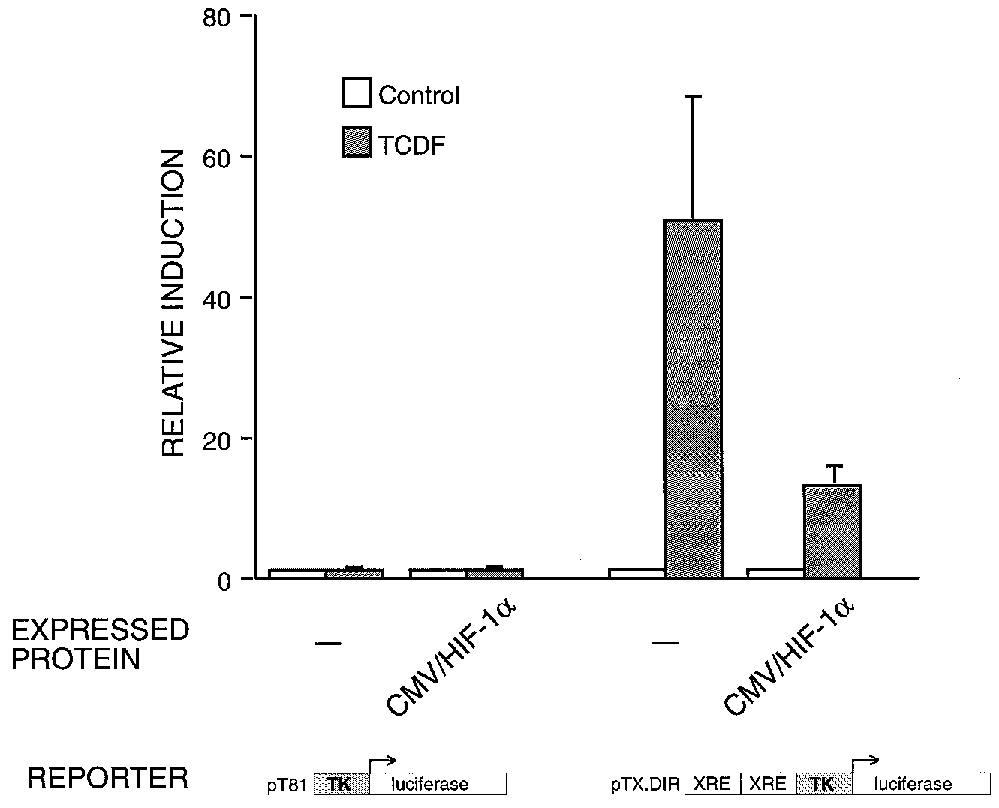 80
Control
TCDF
60
40
20
0
RELATIVE INDUCTION
EXPRESSED
PROTEIN
— CMV/HIF-1α — CMV/HIF-1α
REPORTER pT81 TK luciferase pTX.DIR XRE XRE TK luciferase